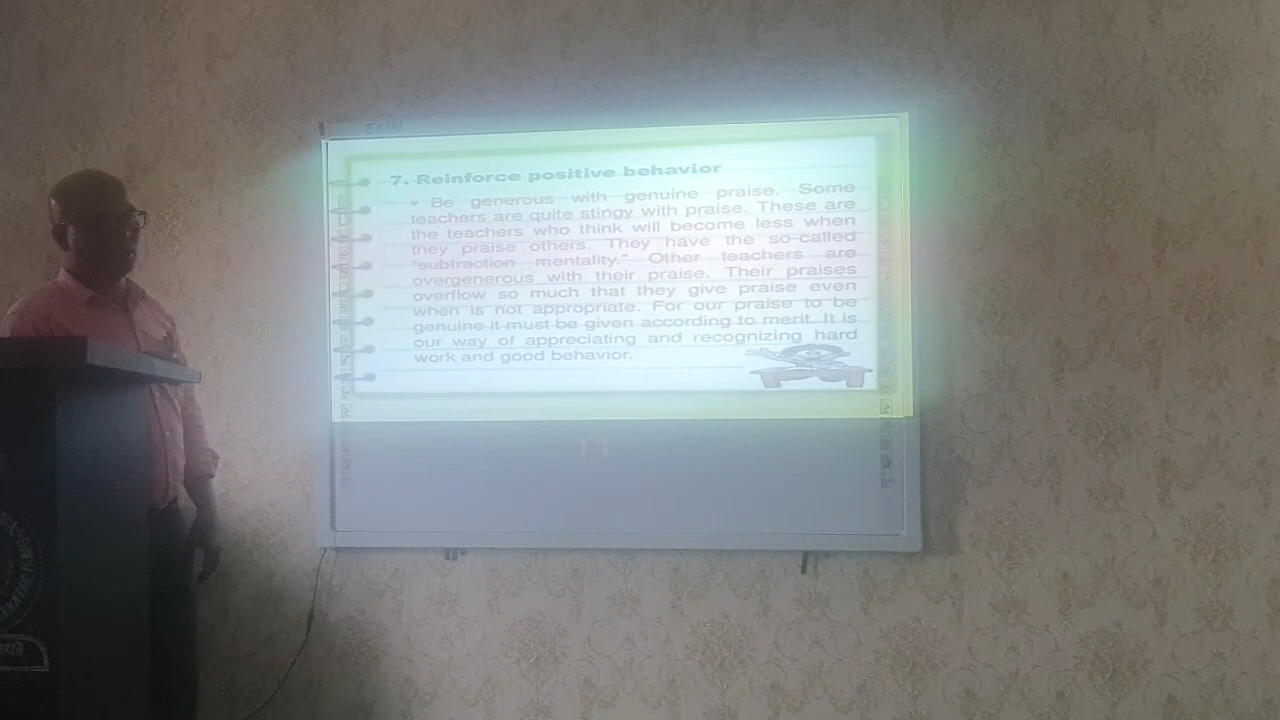 EKIN
7. Reinforce positive behavior
* Be generous with genuine praise. Some
teachers are quite stingy with praise. These are
the teachers who think will become less when
they praise others. They have the so-called
"subtraction mentality." Other teachers are
overgenerous with their praise. Their praises
overflow so much that they give praise even
when is not appropriate. For our praise to be
genuine it must be given according to merit. It is
our way of appreciating and recognizing hard
work and good behavior.